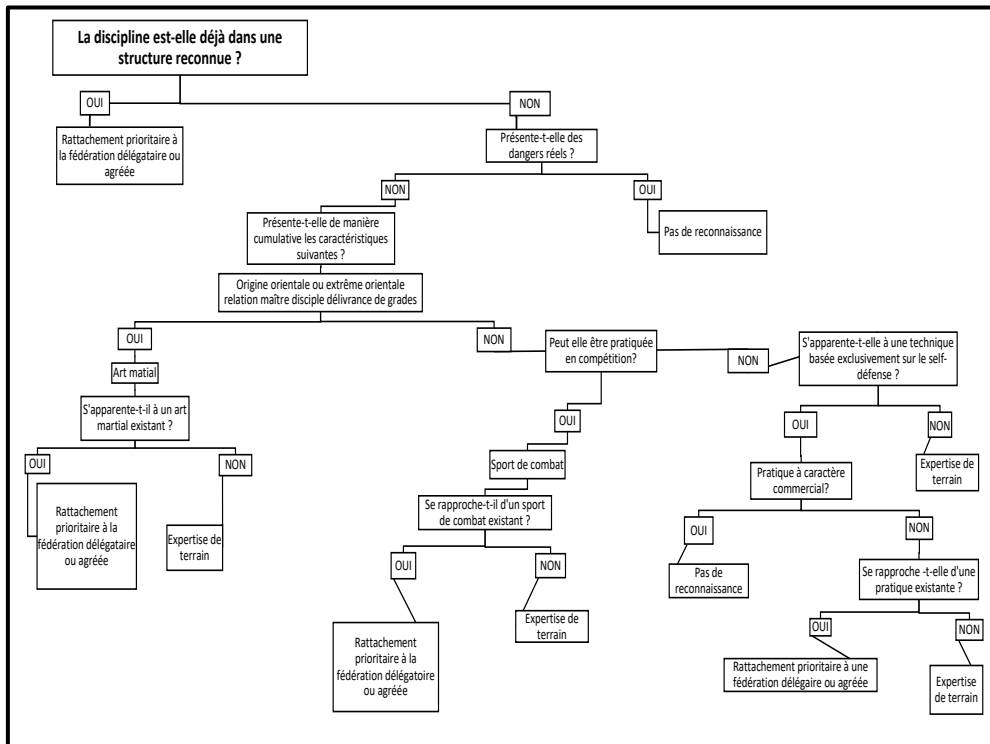 La discipline est-elle déjà dans une
structure reconnue ?
OUI
NON
Rattachement prioritaire à
la fédération délégataire ou
agréée
Présente-t-elle des
dangers réels ?
NON
OUI
Présente-t-elle de manière
cumulative les caractéristiques
suivantes ?
Pas de reconnaissance
Origine orientale ou extrême orientale
relation maître disciple délivrance de grades
OUI
NON
Peut elle être pratiquée
en compétition?
NON
S'apparente-t-elle à une technique
basée exclusivement sur le self-
défense ?
Art matial
S'apparente-t-il à un art
martial existant ?
OUI
NON
Rattachement
prioritaire à la
fédération délégataire
ou agréée
Expertise de
terrain
OUI
Sport de combat
Se rapproche-t-il d'un sport
de combat existant ?
OUI
NON
Rattachement
prioritaire à la
fédération délégatoire
ou agréée
Expertise de
terrain
OUI
NON
Pratique à caractère
commercial?
Expertise de
terrain
OUI
NON
Pas de
reconnaissance
Se rapproche -t-elle d'une
pratique existante ?
OUI
NON
Rattachement prioritaire à une
fédération délégaire ou agréée
Expertise
de terrain